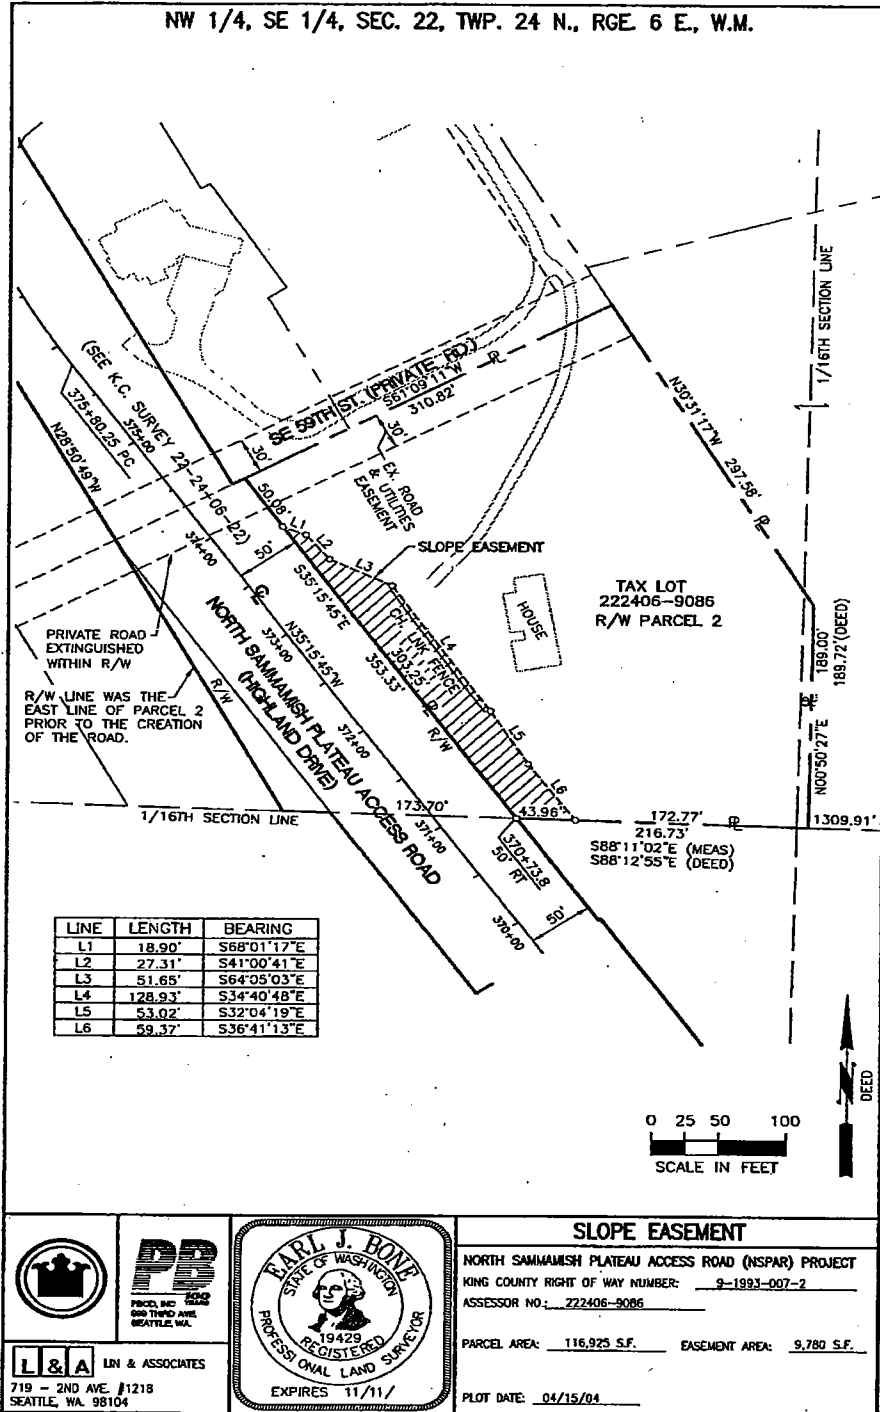 NW 1/4, SE 1/4, SEC. 22, TWP. 24 N., RGE. 6 E., W.M.
1/16TH SECTION LINE
(SEE K.C. SURVEY 22-24-06-22)
375+80.25 PC
375+00
N28°50'49"W
SE 59TH ST. (PRIVATE RD.)
S61°09'11"W
310.82'
30'
30'
EX. ROAD
& UTILITIES
EASEMENT
N30°31'17"W 297.58'
50.08'
L1
L2
L3
SLOPE EASEMENT
374+00
50'
S35°15'45"E
353.33'
CH. LNK FENCE
303.25'
L4
HOUSE
TAX LOT
222406-9086
R/W PARCEL 2
189.00'
189.72'(DEED)
N00°50'27"E
PRIVATE ROAD
EXTINGUISHED
WITHIN R/W
R/W LINE WAS THE
EAST LINE OF PARCEL 2
PRIOR TO THE CREATION
OF THE ROAD.
R/W
373+00
N35°15'45"W
NORTH SAMMAMISH PLATEAU ACCESS ROAD
(HIGHLAND DRIVE)
372+00
R/W
L5
L6
1/16TH SECTION LINE
173.70'
371+00
43.96'
172.77'
216.73'
S88°11'02"E (MEAS)
S88°12'55"E (DEED)
1309.91'
370+73.8
50' RT
50'
370+00
LINE LENGTH BEARING
L1 18.90' S68°01'17"E
L2 27.31' S41°00'41"E
L3 51.65' S64°05'03"E
L4 128.93' S34°40'48"E
L5 53.02' S32°04'19"E
L6 59.37' S36°41'13"E
N
DEED
0 25 50 100
SCALE IN FEET
PB
100
YEARS
PBQD, INC
999 THIRD AVE.
SEATTLE, WA.
L & A LIN & ASSOCIATES
719 - 2ND AVE. #1218
SEATTLE, WA. 98104
EARL J. BONE
STATE OF WASHINGTON
19429
REGISTERED
PROFESSIONAL LAND SURVEYOR
EXPIRES 11/11/
SLOPE EASEMENT
NORTH SAMMAMISH PLATEAU ACCESS ROAD (NSPAR) PROJECT
KING COUNTY RIGHT OF WAY NUMBER: 9-1993-007-2
ASSESSOR NO.: 222406-9086
PARCEL AREA: 116,925 S.F. EASEMENT AREA: 9,780 S.F.
PLOT DATE: 04/15/04